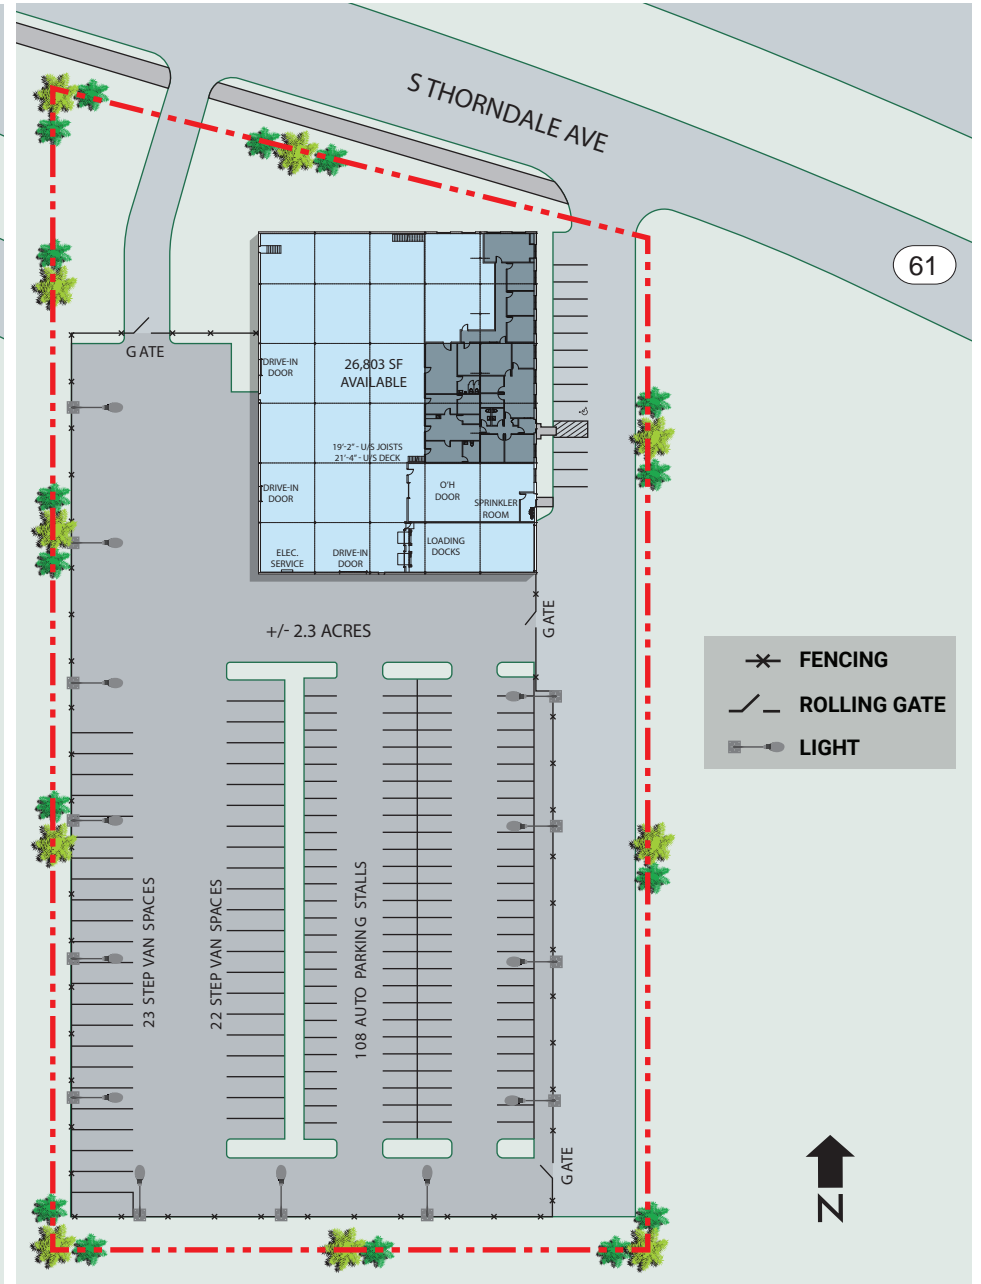 S THORNDALE AVE
61
GATE
DRIVE-IN
DOOR
26,803 SF
AVAILABLE
19'-2" - U/S JOISTS
21'-4" - U/S DECK
DRIVE-IN
DOOR
O'H
DOOR
SPRINKLER
ROOM
ELEC.
SERVICE
DRIVE-IN
DOOR
LOADING
DOCKS
+/- 2.3 ACRES
GATE
FENCING
ROLLING GATE
LIGHT
23 STEP VAN SPACES
22 STEP VAN SPACES
108 AUTO PARKING STALLS
GATE
N